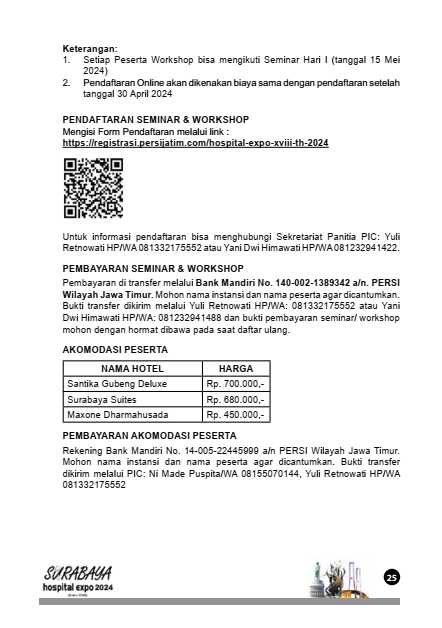 Keterangan:
1. Setiap Peserta Workshop bisa mengikuti Seminar Hari I (tanggal 15 Mei
2024)
2. Pendaftaran Online akan dikenakan biaya sama dengan pendaftaran setelah
tanggal 30 April 2024
PENDAFTARAN SEMINAR & WORKSHOP
Mengisi Form Pendaftaran melalui link :
https://registrasi.persijatim.com/hospital-expo-xviii-th-2024
Untuk informasi pendaftaran bisa menghubungi Sekretariat Panitia PIC: Yuli
Retnowati HP/WA 081332175552 atau Yani Dwi Himawati HP/WA 081232941422.
PEMBAYARAN SEMINAR & WORKSHOP
Pembayaran di transfer melalui Bank Mandiri No. 140-002-1389342 a/n. PERSI
Wilayah Jawa Timur. Mohon nama instansi dan nama peserta agar dicantumkan.
Bukti transfer dikirim melalui Yuli Retnowati HP/WA: 081332175552 atau Yani
Dwi Himawati HP/WA: 081232941488 dan bukti pembayaran seminar/ workshop
mohon dengan hormat dibawa pada saat daftar ulang.
AKOMODASI PESERTA
NAMA HOTEL HARGA
Santika Gubeng Deluxe Rp. 700.000,-
Surabaya Suites Rp. 680.000,-
Maxone Dharmahusada Rp. 450.000,-
PEMBAYARAN AKOMODASI PESERTA
Rekening Bank Mandiri No. 14-005-22445999 a/n PERSI Wilayah Jawa Timur.
Mohon nama instansi dan nama peserta agar dicantumkan. Bukti transfer
dikirim melalui PIC: Ni Made Puspita/WA 08155070144, Yuli Retnowati HP/WA
081332175552
SURABAYA
hospital expo 2024
25